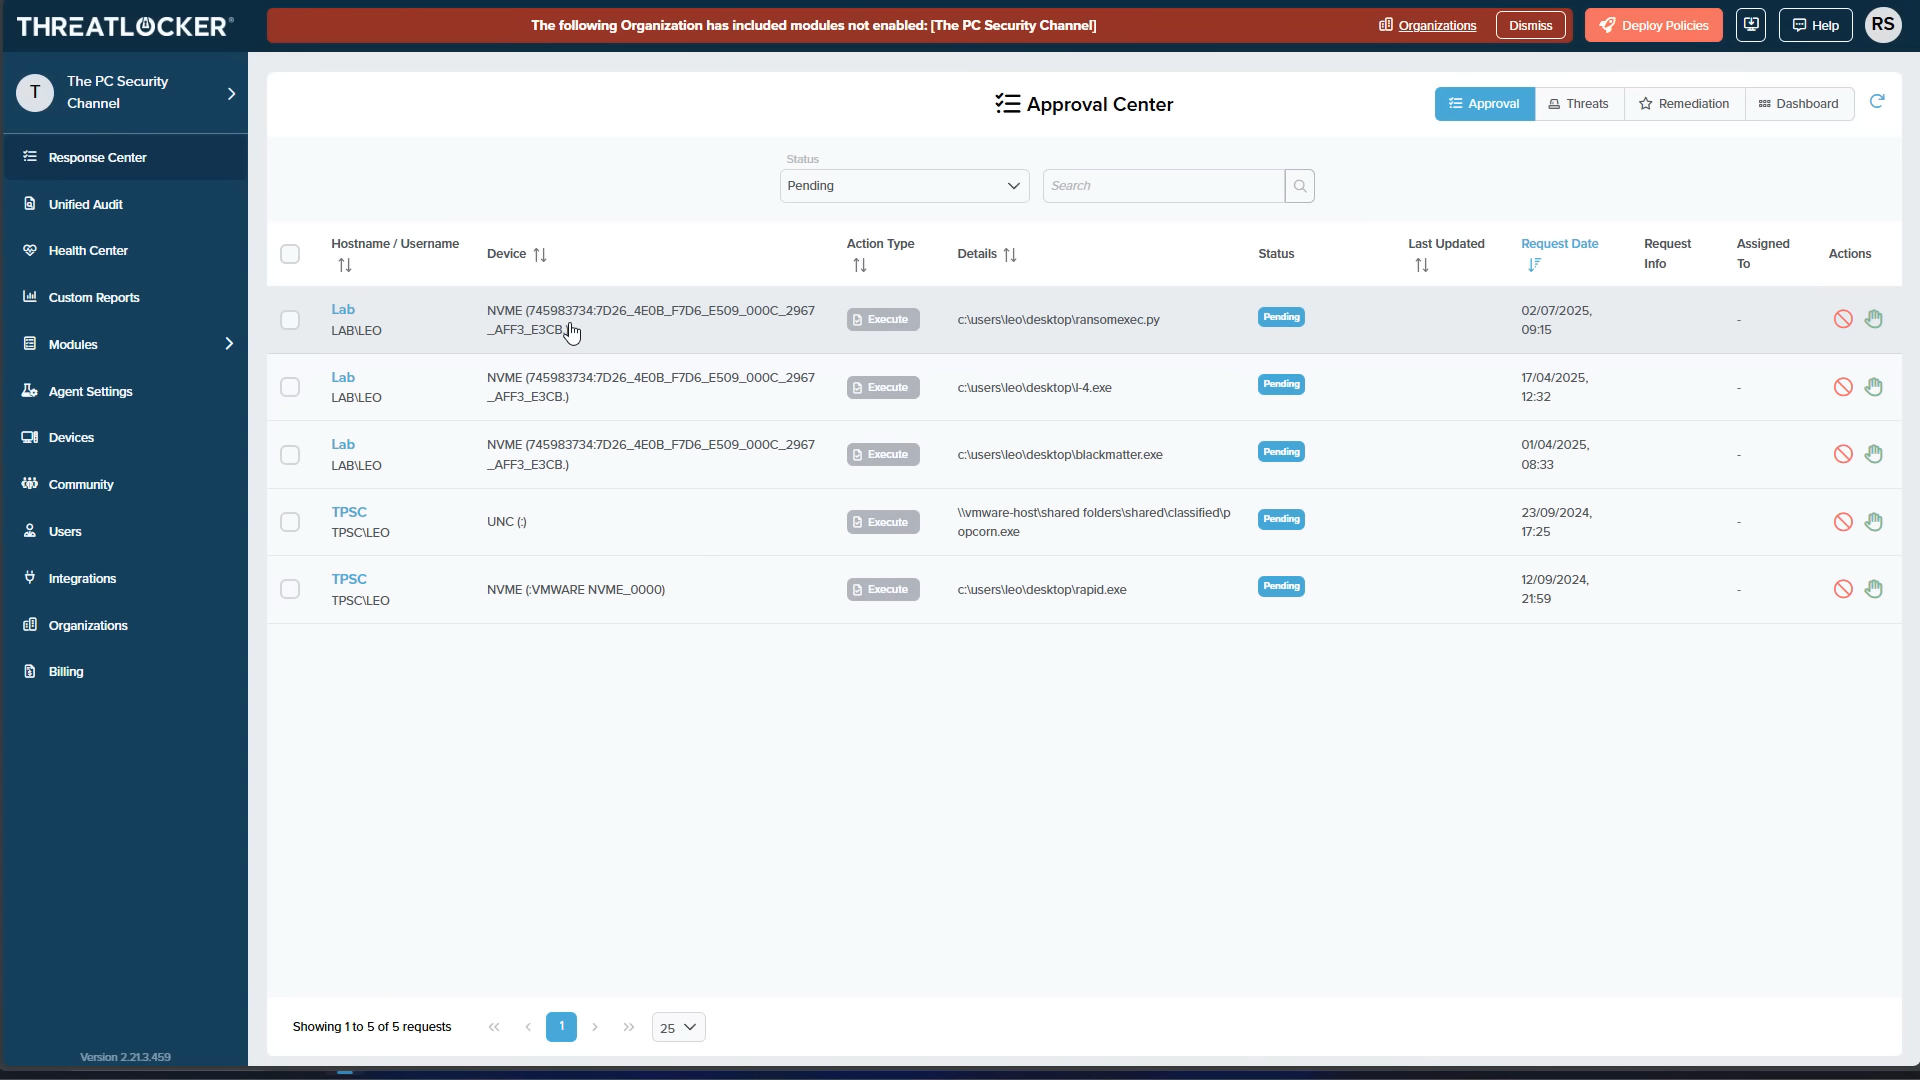 THREATLOCKER
The following Organization has included modules not enabled: [The PC Security Channel]
Organizations
Dismiss
Deploy Policies
Help
RS
T
The PC Security
Channel
Response Center
Unified Audit
Health Center
Custom Reports
Modules
Agent Settings
Devices
Community
Users
Integrations
Organizations
Billing
Version 2.21.3.459
Approval Center
Approval
Threats
Remediation
Dashboard
Status
Pending
Search
Hostname / Username
Device
Action Type
Details
Status
Last Updated
Request Date
Request
Info
Assigned
To
Actions
Lab
LAB\LEO
NVME (745983734:7D26_4E0B_F7D6_E509_000C_2967
_AFF3_E3CB.
Execute
c:\users\leo\desktop\ransomexec.py
Pending
02/07/2025,
09:15
-
Lab
LAB\LEO
NVME (745983734:7D26_4E0B_F7D6_E509_000C_2967
_AFF3_E3CB.)
Execute
c:\users\leo\desktop\l-4.exe
Pending
17/04/2025,
12:32
-
Lab
LAB\LEO
NVME (745983734:7D26_4E0B_F7D6_E509_000C_2967
_AFF3_E3CB.)
Execute
c:\users\leo\desktop\blackmatter.exe
Pending
01/04/2025,
08:33
-
TPSC
TPSC\LEO
UNC (:)
Execute
\\vmware-host\shared folders\shared\classified\p
opcorn.exe
Pending
23/09/2024,
17:25
-
TPSC
TPSC\LEO
NVME (:VMWARE NVME_0000)
Execute
c:\users\leo\desktop\rapid.exe
Pending
12/09/2024,
21:59
-
Showing 1 to 5 of 5 requests
1
25